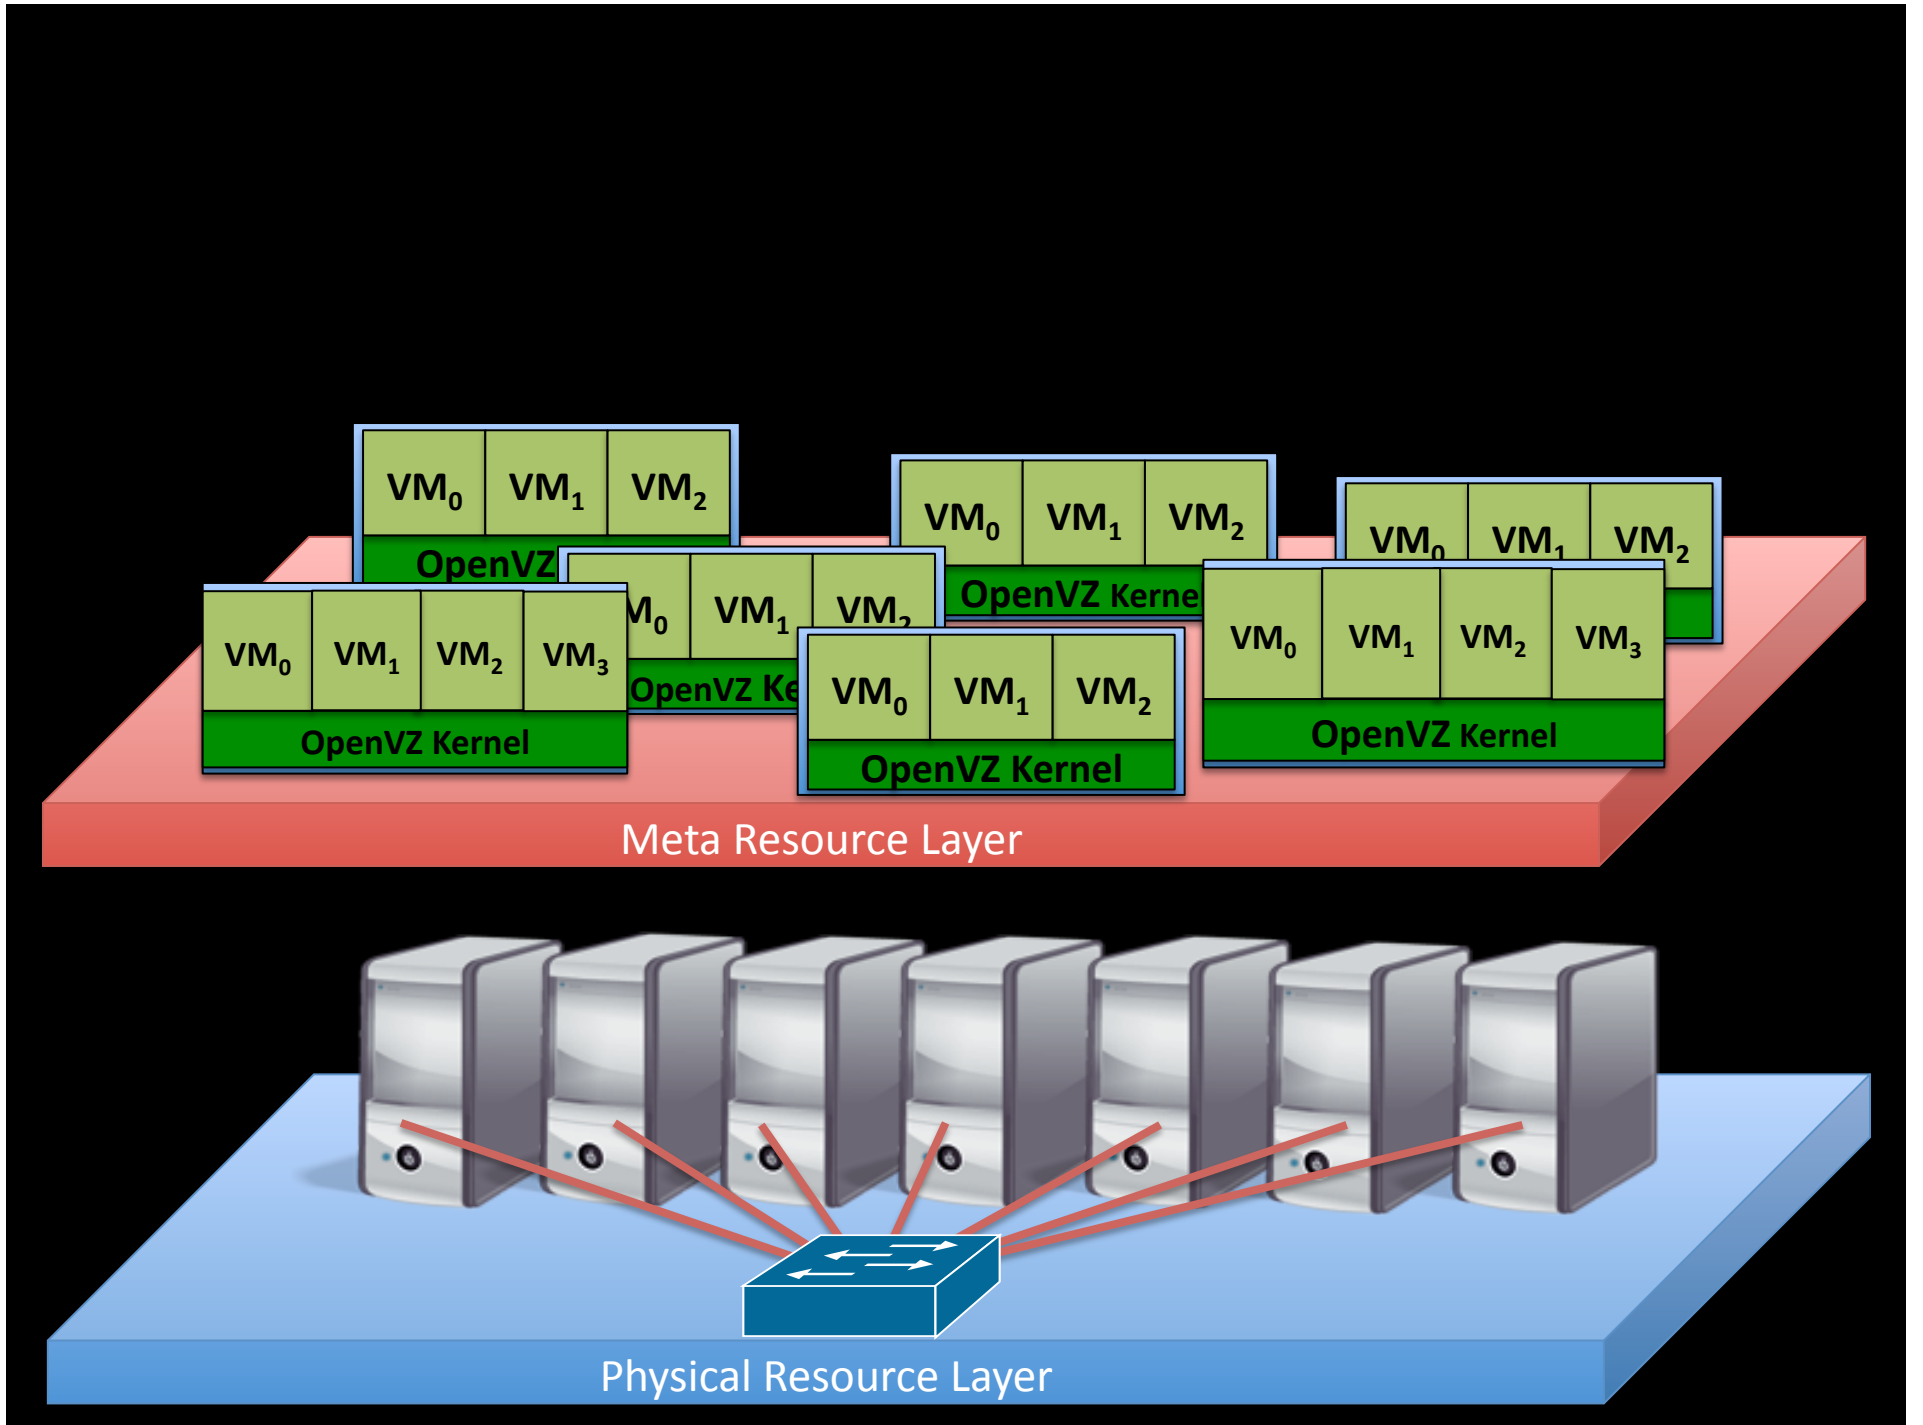 VM0 VM1 VM2
OpenVZ
VM0 VM1 VM2
OpenVZ Kerne
VM0 VM1 VM2
M0 VM1 VM2
OpenVZ Ke
VM0 VM1 VM2 VM3
OpenVZ Kernel
VM0 VM1 VM2
OpenVZ Kernel
VM0 VM1 VM2 VM3
OpenVZ Kernel
Meta Resource Layer
Physical Resource Layer